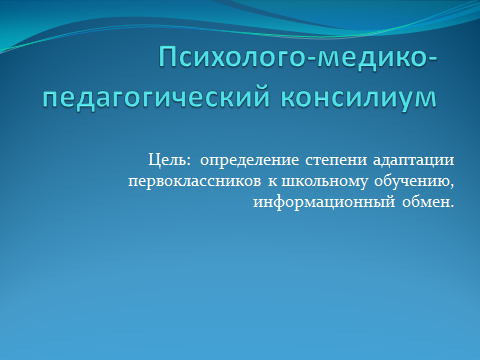 Психолого-медико-
педагогический консилиум
Цель: определение степени адаптации
первоклассников к школьному обучению,
информационный обмен.